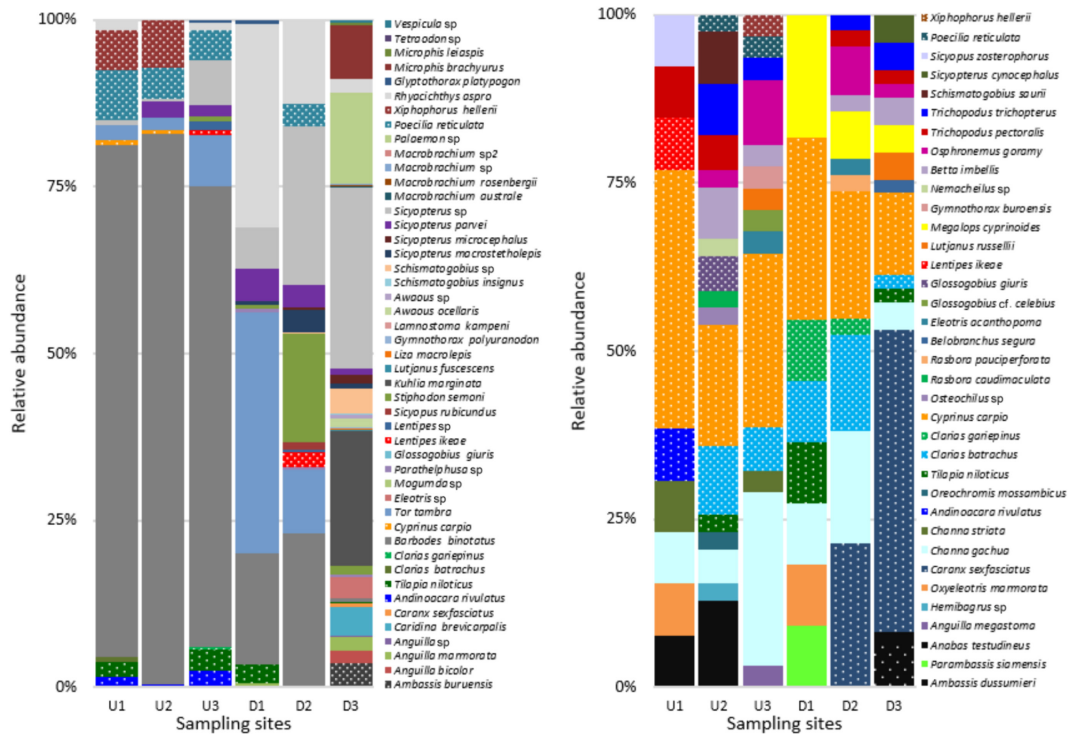 100%
75%
50%
25%
0%
Relative abundance
U1 U2 U3 D1 D2 D3
Sampling sites
Vespicula sp
Tetraodon sp
Microphis leiaspis
Microphis brachyurus
Glyptothorax platypogon
Rhyacichthys aspro
Xiphophorus hellerii
Poecilia reticulata
Palaemon sp
Macrobrachium sp2
Macrobrachium sp
Macrobrachium rosenbergii
Macrobrachium australe
Sicyopterus sp
Sicyopterus parvei
Sicyopterus microcephalus
Sicyopterus macrostetholepis
Schismatogobius sp
Schismatogobius insignus
Awaous sp
Awaous ocellaris
Lamnostoma kampeni
Gymnothorax polyuranodon
Liza macrolepis
Lutjanus fuscescens
Kuhlia marginata
Stiphodon semoni
Sicyopus rubicundus
Lentipes sp
Lentipes ikeae
Glossogobius giuris
Parathelphusa sp
Mogurnda sp
Eleotris sp
Tor tambra
Cyprinus carpio
Barbodes binotatus
Clarias gariepinus
Clarias batrachus
Tilapia niloticus
Andinoacara rivulatus
Caranx sexfasciatus
Caridina brevicarpalis
Anguilla sp
Anguilla marmorata
Anguilla bicolor
Ambassis buruensis
100%
75%
50%
25%
0%
Relative abundance
U1 U2 U3 D1 D2 D3
Sampling sites
Xiphophorus hellerii
Poecilia reticulata
Sicyopus zosterophorus
Sicyopterus cynocephalus
Schismatogobius saurii
Trichopodus trichopterus
Trichopodus pectoralis
Osphronemus goramy
Betta imbellis
Nemacheilus sp
Gymnothorax buroensis
Megalops cyprinoides
Lutjanus russellii
Lentipes ikeae
Glossogobius giuris
Glossogobius cf. celebius
Eleotris acanthopoma
Belobranchus segura
Rasbora pauciperforata
Rasbora caudimaculata
Osteochilus sp
Cyprinus carpio
Clarias gariepinus
Clarias batrachus
Tilapia niloticus
Oreochromis mossambicus
Andinoacara rivulatus
Channa striata
Channa gachua
Caranx sexfasciatus
Oxyeleotris marmorata
Hemibagrus sp
Anguilla megastoma
Anabas testudineus
Parambassis siamensis
Ambassis dussumieri